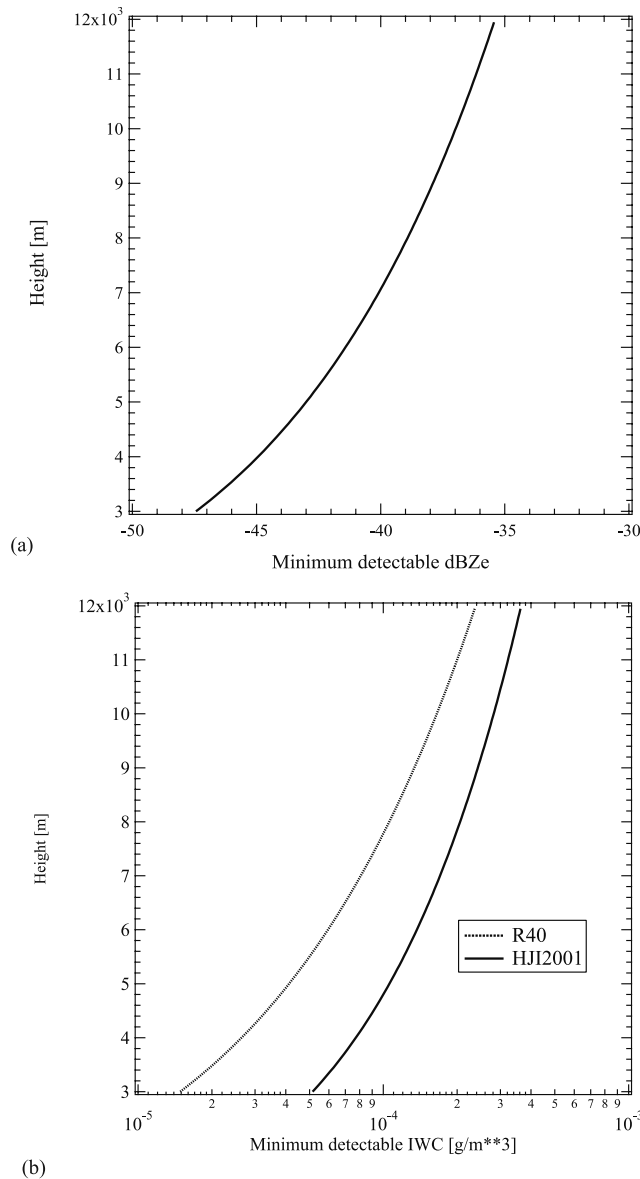 12x10³
11
10
9
8
7
6
5
4
3
Height [m]
-50 -45 -40 -35 -30
Minimum detectable dBZe
(a)
12x10³
11
10
9
8
7
6
5
4
3
Height [m]
R40
HJI2001
2 3 4 5 6 7 8 9 2 3 4 5 6 7 8 9
10⁻⁵ 10⁻⁴ 10⁻³
Minimum detectable IWC [g/m**3]
(b)